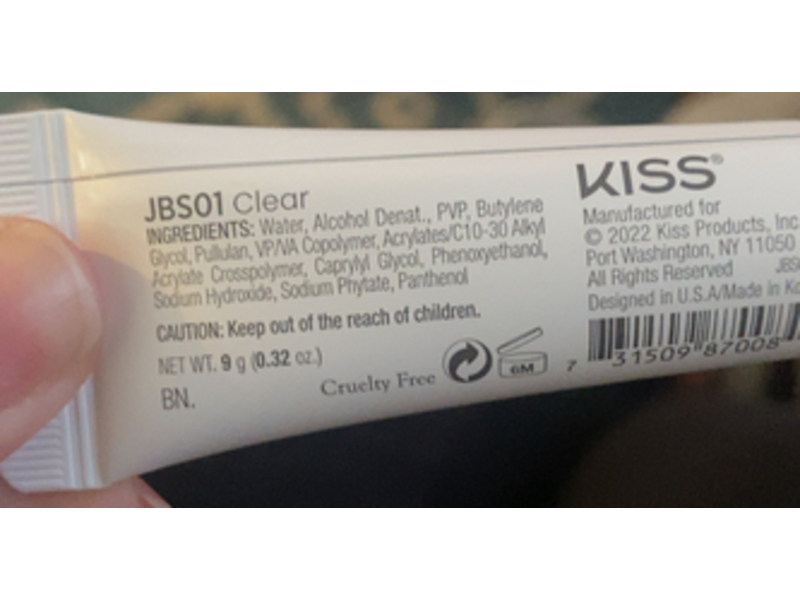 JBS01 Clear
INGREDIENTS: Water, Alcohol Denat., PVP, Butylene
Glycol, Pullulan, VP/VA Copolymer, Acrylates/C10-30 Alkyl
Acrylate Crosspolymer, Caprylyl Glycol, Phenoxyethanol,
Sodium Hydroxide, Sodium Phytate, Panthenol
CAUTION: Keep out of the reach of children.
NET WT. 9 g (0.32 oz.)
BN.
Cruelty Free
6M
KISS®
Manufactured for
© 2022 Kiss Products, Inc
Port Washington, NY 11050
All Rights Reserved
Designed in U.S.A/Made in
7 31509 87008